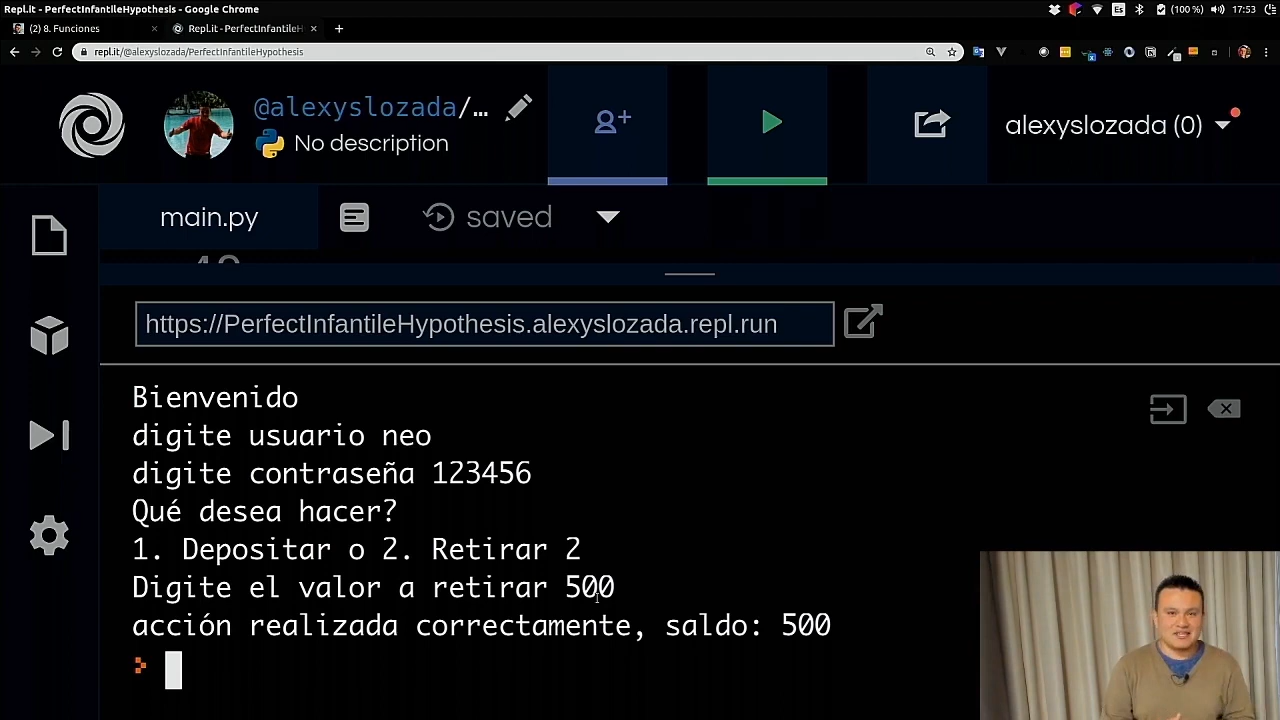 Repl.it - PerfectInfantileHypothesis - Google Chrome
Es
(100 %)
17:53
(2) 8. Funciones
Repl.it - PerfectInfantileH
repl.it/@alexyslozada/PerfectInfantileHypothesis
@alexyslozada/...
No description
alexyslozada (0)
main.py
saved
https://PerfectInfantileHypothesis.alexyslozada.repl.run
Bienvenido
digite usuario neo
digite contraseña 123456
Qué desea hacer?
1. Depositar o 2. Retirar 2
Digite el valor a retirar 500
acción realizada correctamente, saldo: 500